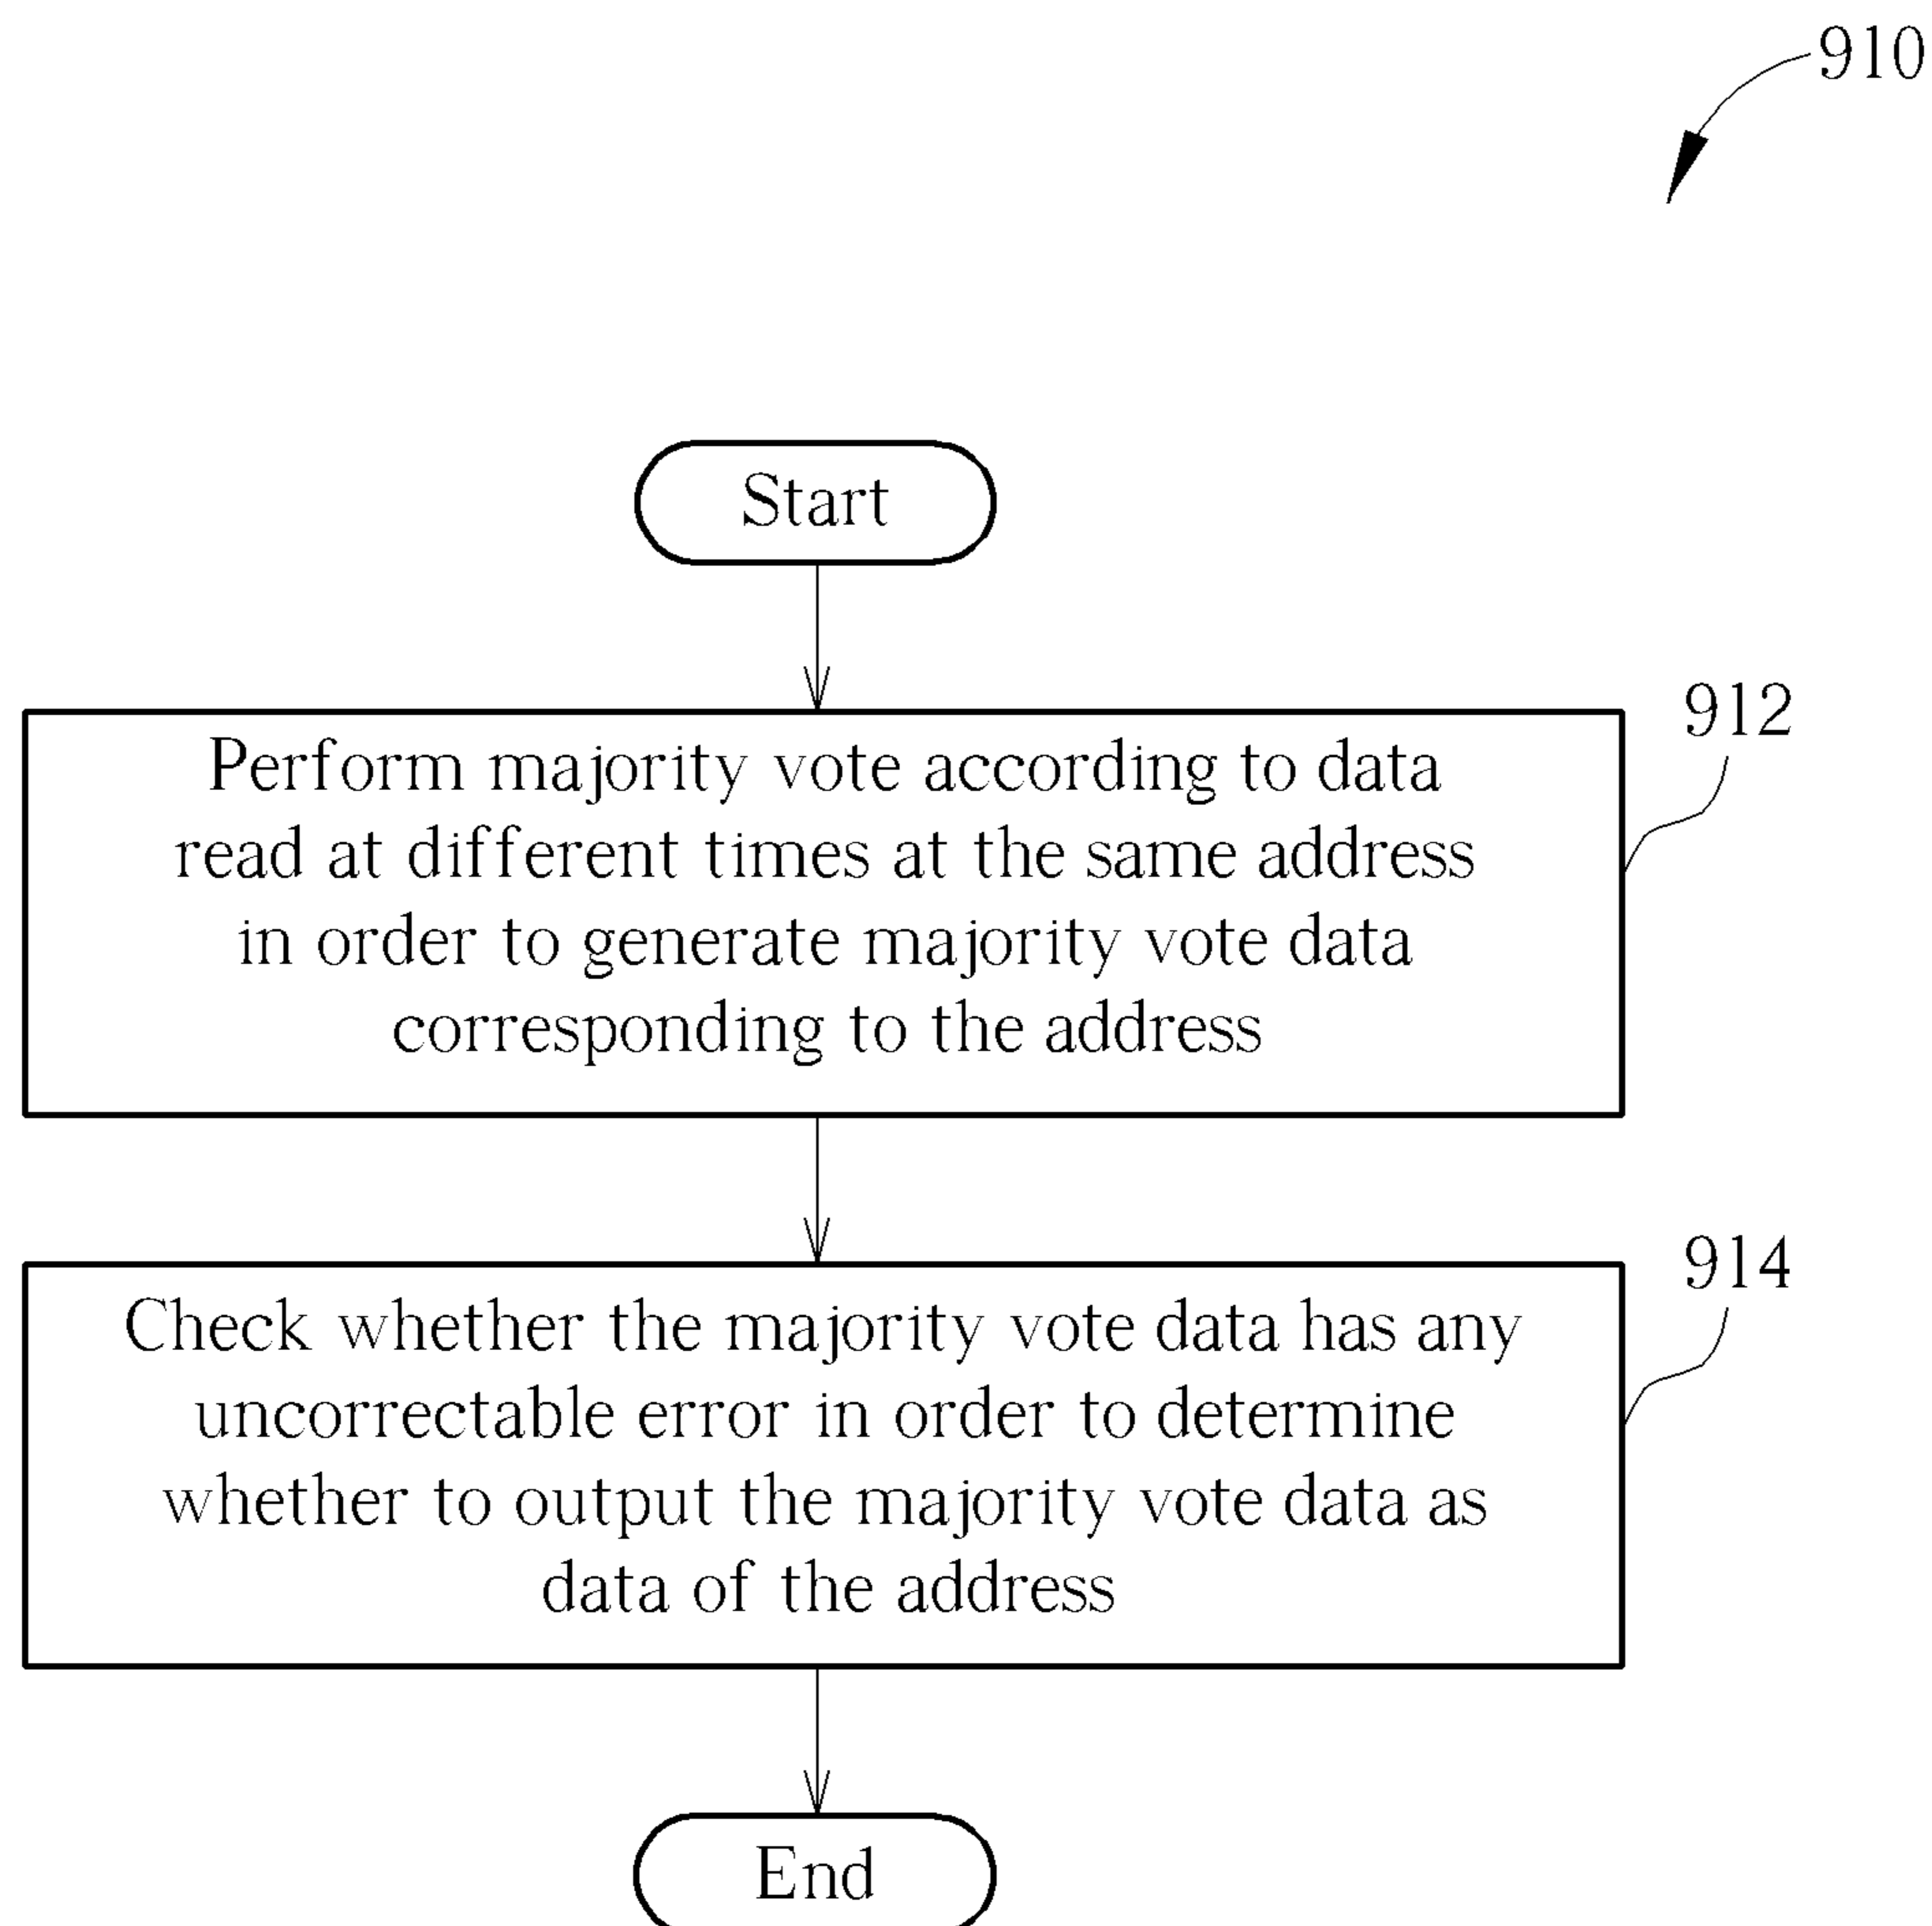 910
Start
912
Perform majority vote according to data
read at different times at the same address
in order to generate majority vote data
corresponding to the address
914
Check whether the majority vote data has any
uncorrectable error in order to determine
whether to output the majority vote data as
data of the address
End